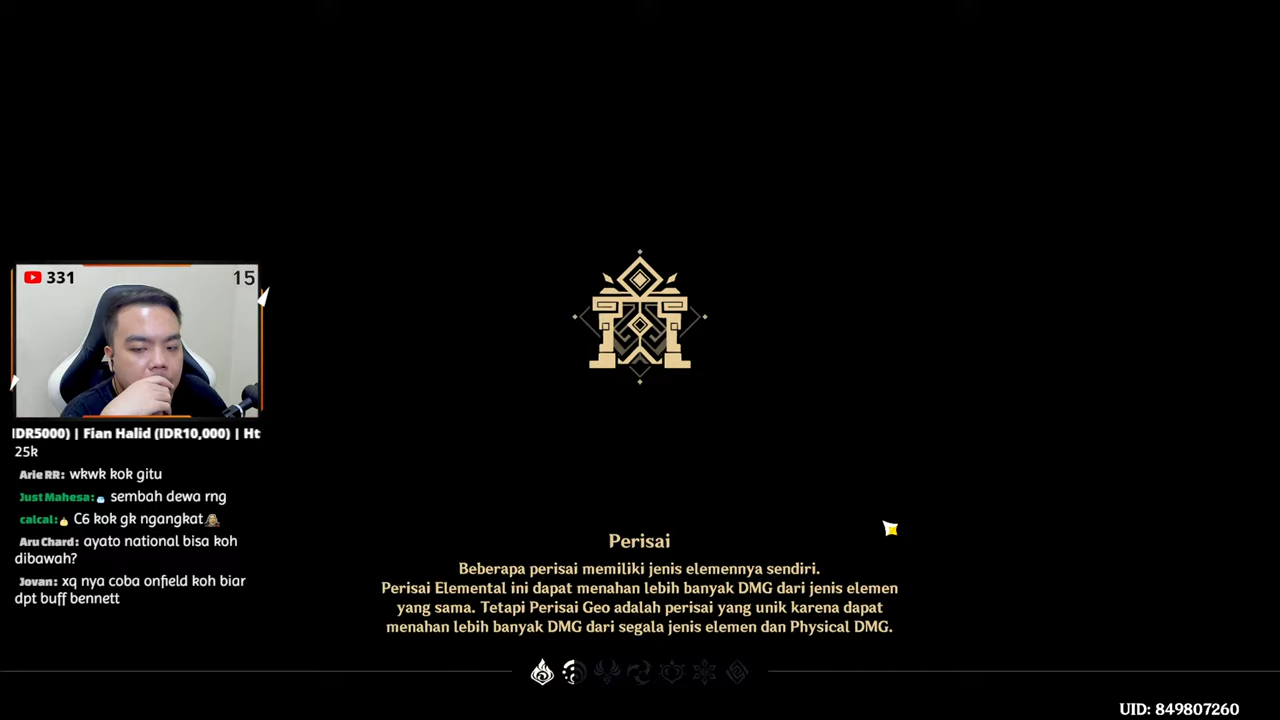 331
15
IDR5000) | Fian Halid (IDR10,000) | Ht
25k
Arie RR: wkwk kok gitu
Just Mahesa: sembah dewa rng
calcal: C6 kok gk ngangkat
Aru Chard: ayato national bisa koh
dibawah?
Jovan: xq nya coba onfield koh biar
dpt buff bennett
Perisai
Beberapa perisai memiliki jenis elemennya sendiri.
Perisai Elemental ini dapat menahan lebih banyak DMG dari jenis elemen
yang sama. Tetapi Perisai Geo adalah perisai yang unik karena dapat
menahan lebih banyak DMG dari segala jenis elemen dan Physical DMG.
UID: 849807260